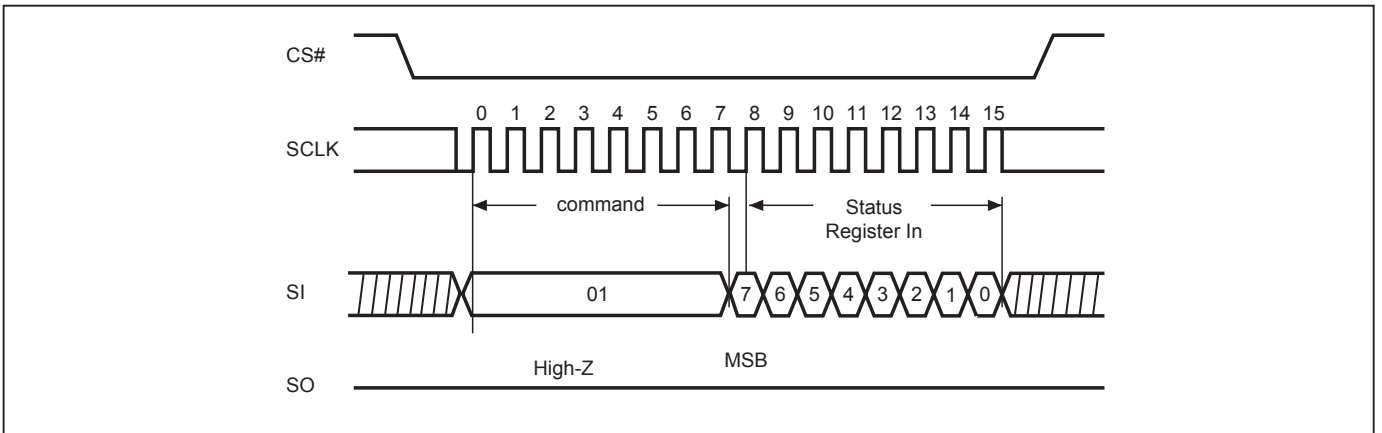 CS#
0 1 2 3 4 5 6 7 8 9 10 11 12 13 14 15
SCLK
command
Status
Register In
SI
01
7 6 5 4 3 2 1 0
High-Z
MSB
SO